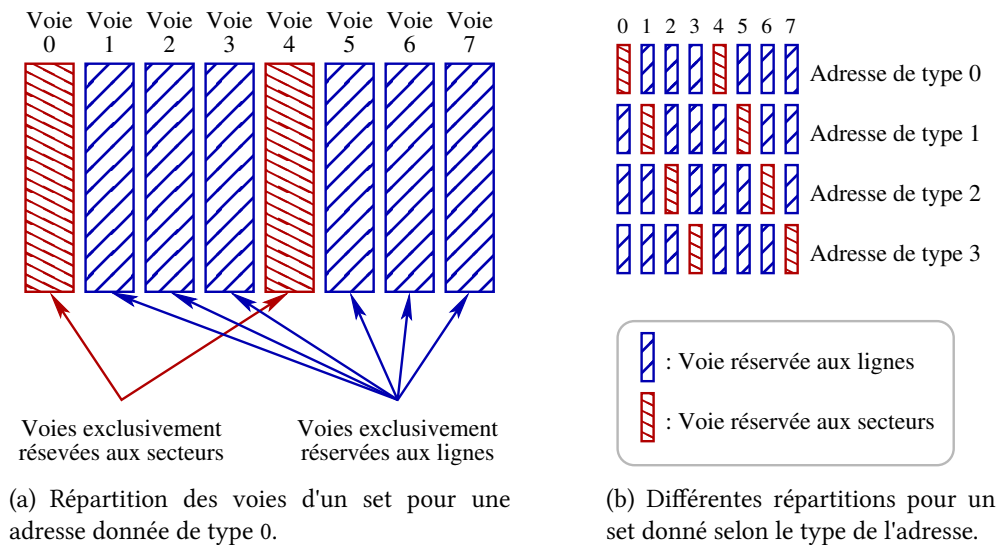 Voie Voie Voie Voie Voie Voie Voie Voie
0 1 2 3 4 5 6 7
Voies exclusivement
résevées aux secteurs
Voies exclusivement
réservées aux lignes
(a) Répartition des voies d'un set pour une
adresse donnée de type 0.
0 1 2 3 4 5 6 7
Adresse de type 0
Adresse de type 1
Adresse de type 2
Adresse de type 3
: Voie réservée aux lignes
: Voie réservée aux secteurs
(b) Différentes répartitions pour un
set donné selon le type de l'adresse.